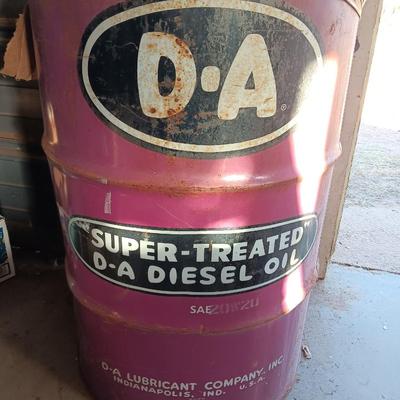 D·A®
"SUPER-TREATED"
D-A DIESEL OIL
SAE 20W20
D-A LUBRICANT COMPANY, INC.
INDIANAPOLIS, IND. U.S.A.